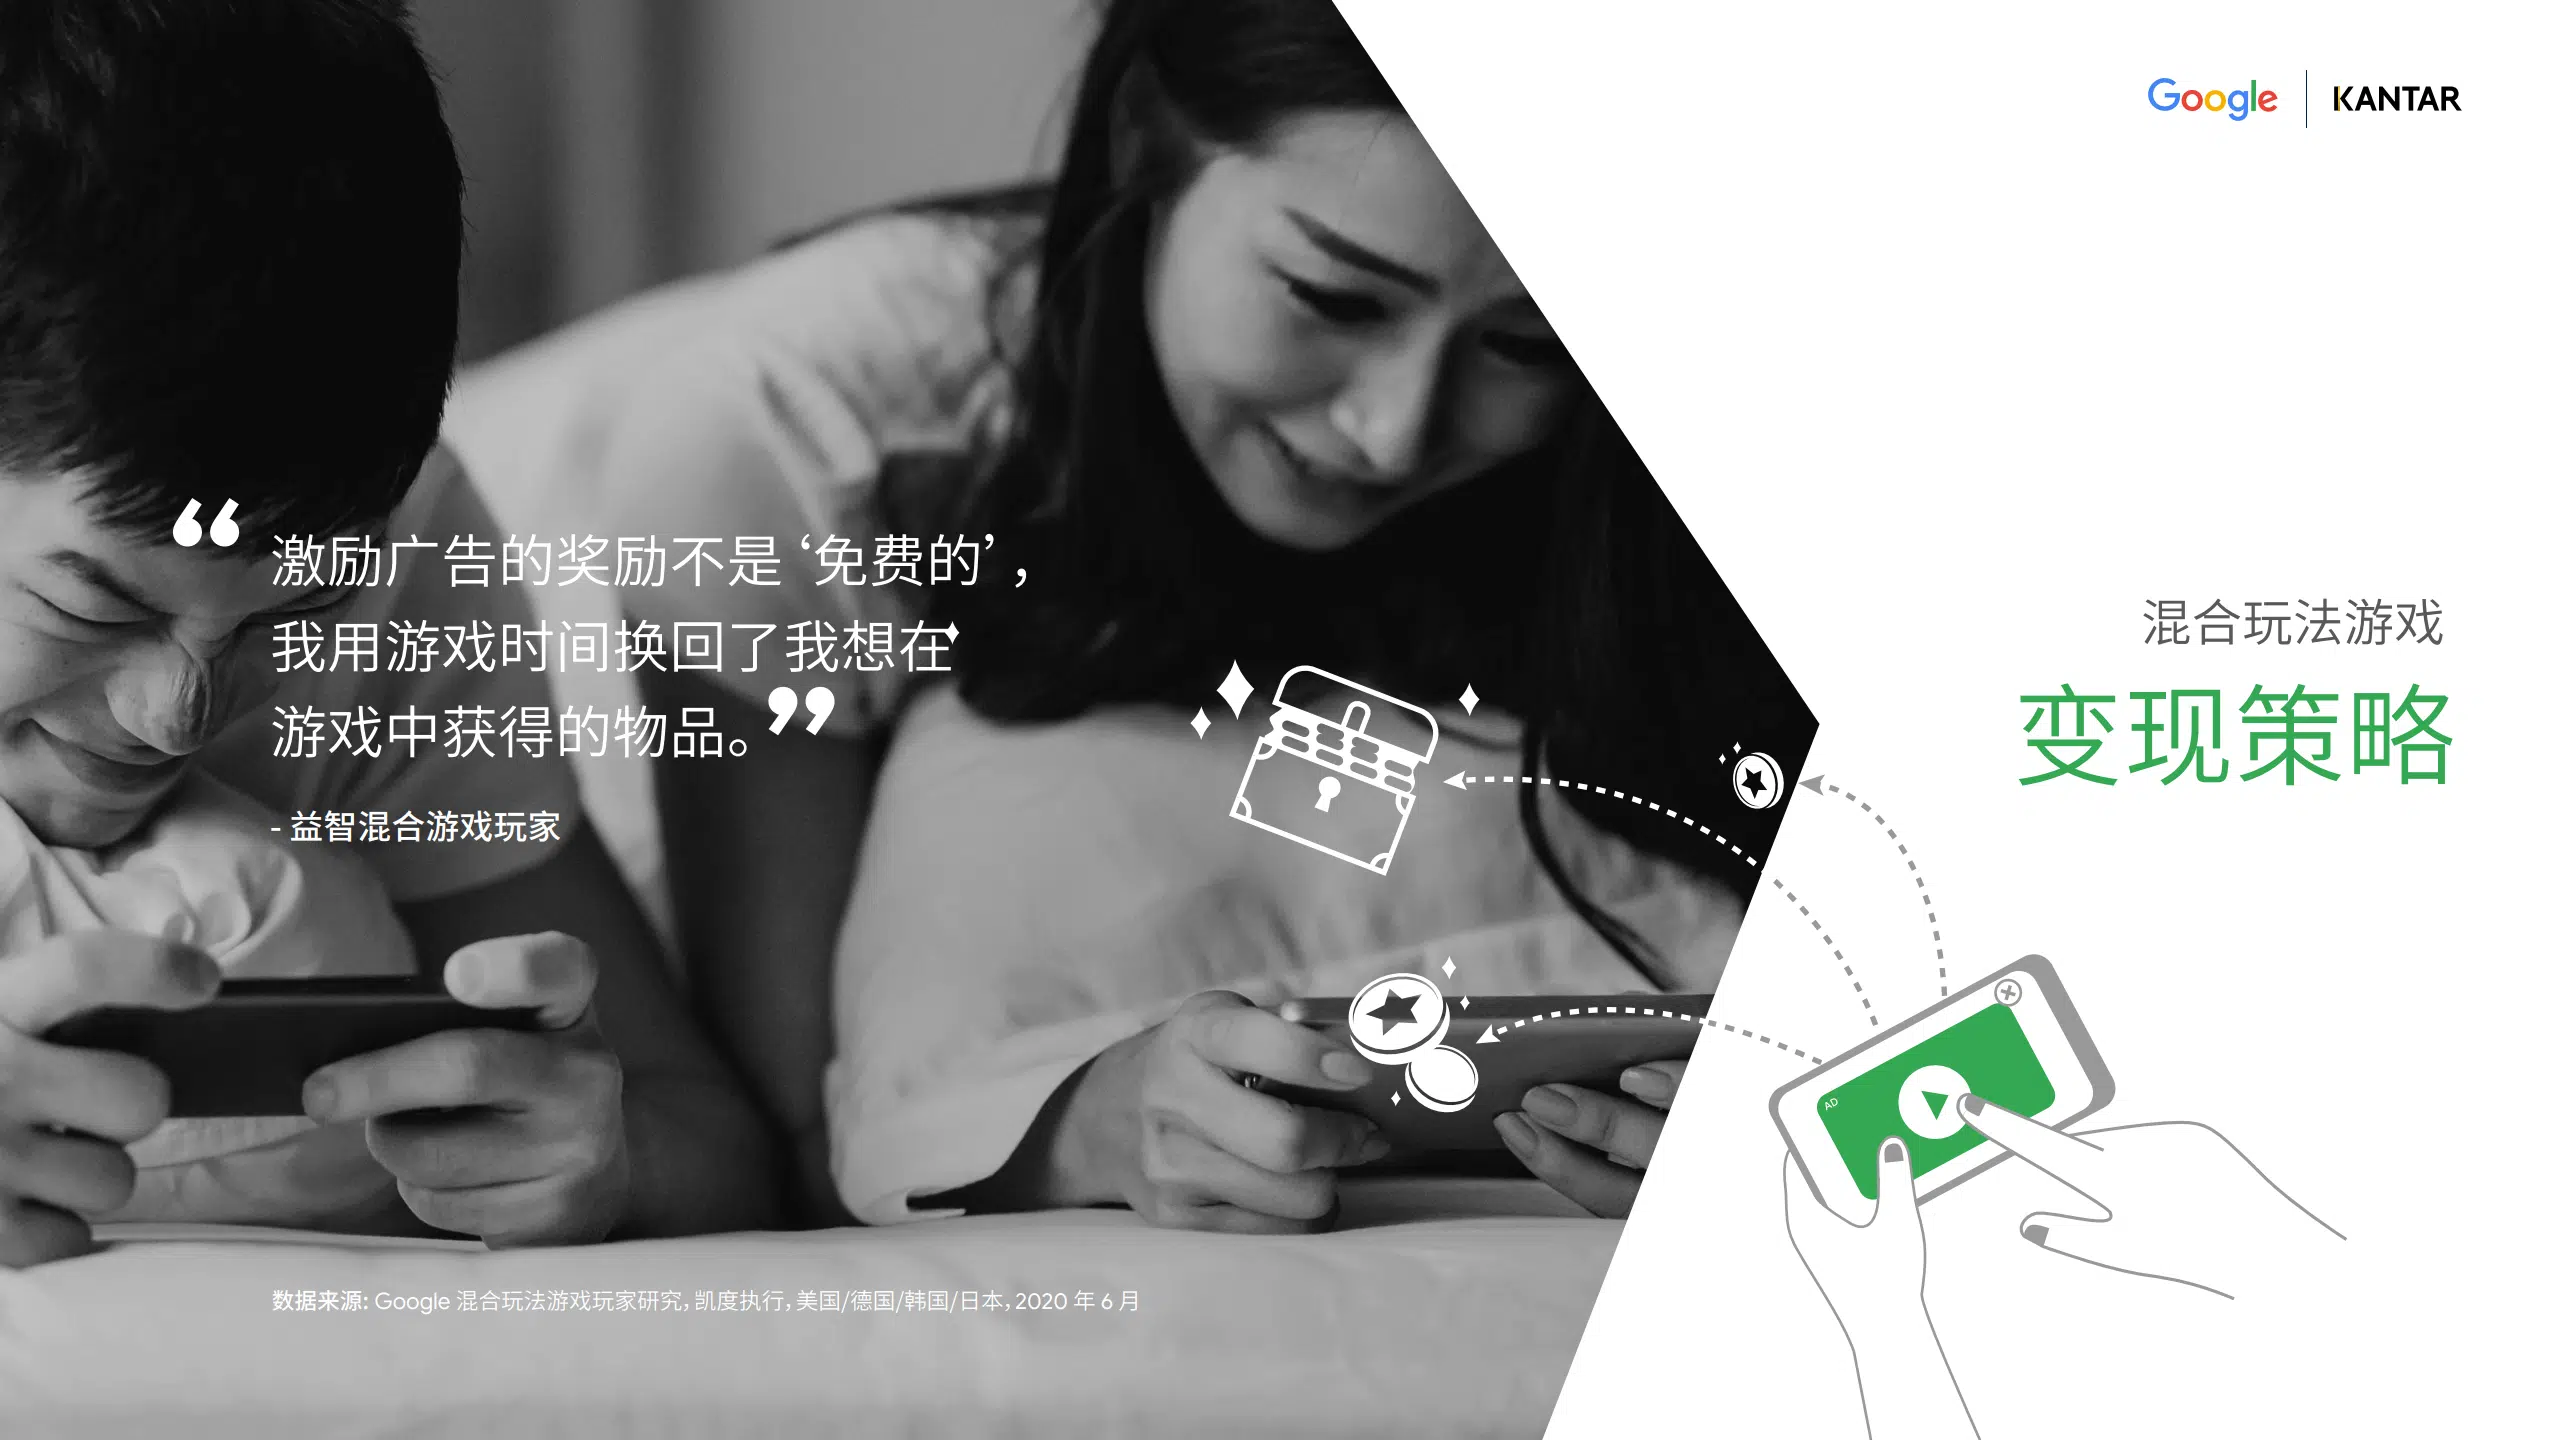 Google | KANTAR
“激励广告的奖励不是 ‘免费的’，
我用游戏时间换回了我想在
游戏中获得的物品。”
- 益智混合游戏玩家
混合玩法游戏
变现策略
AD
数据来源: Google 混合玩法游戏玩家研究, 凯度执行, 美国/德国/韩国/日本, 2020 年 6 月